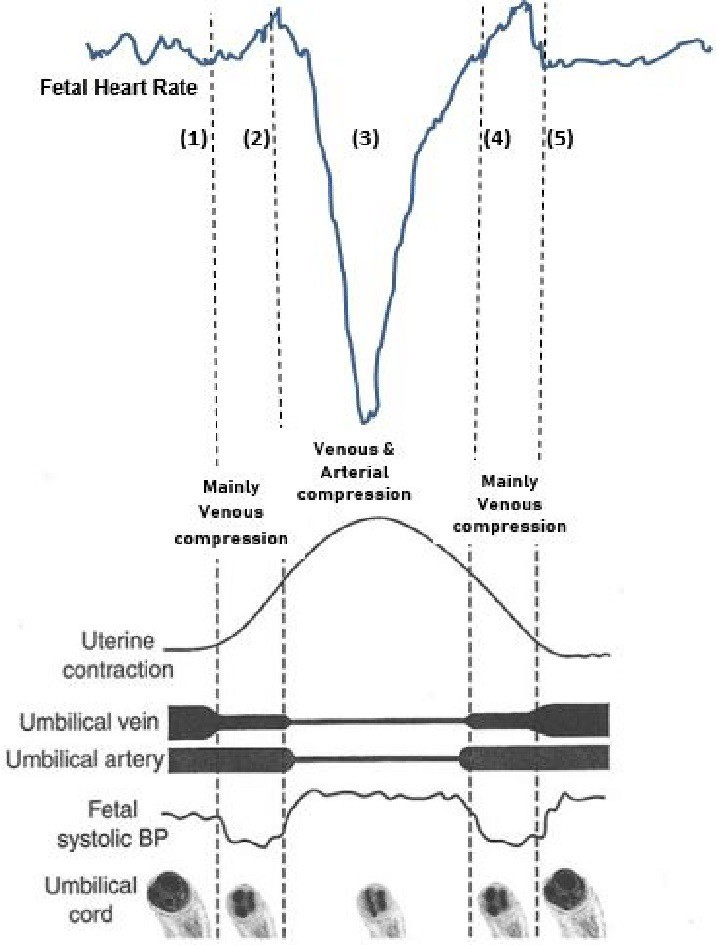 Fetal Heart Rate
(1) (2) (3) (4) (5)
Venous &
Arterial
compression
Mainly
Venous
compression
Mainly
Venous
compression
Uterine
contraction
Umbilical vein
Umbilical artery
Fetal
systolic BP
Umbilical
cord